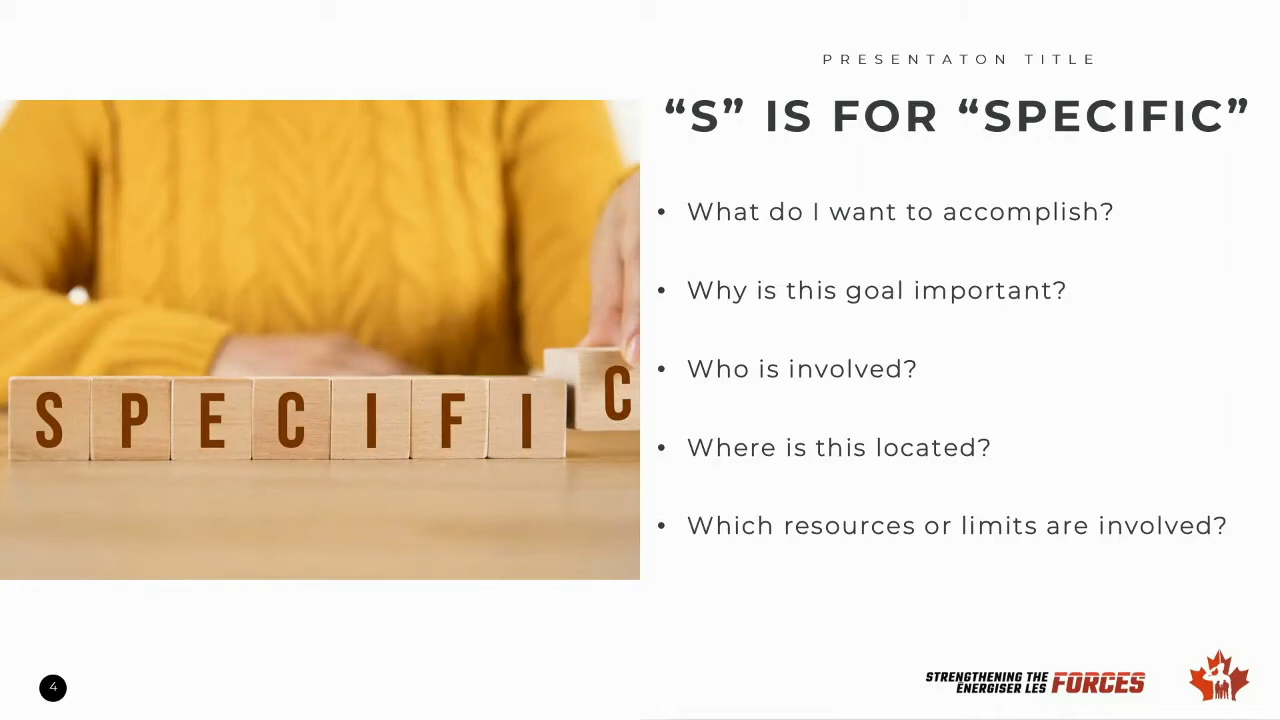 PRESENTATON TITLE
“S” IS FOR “SPECIFIC”
• What do I want to accomplish?
• Why is this goal important?
• Who is involved?
• Where is this located?
• Which resources or limits are involved?
SPECIFIC
4
STRENGTHENING THE
ENERGISER LES FORCES